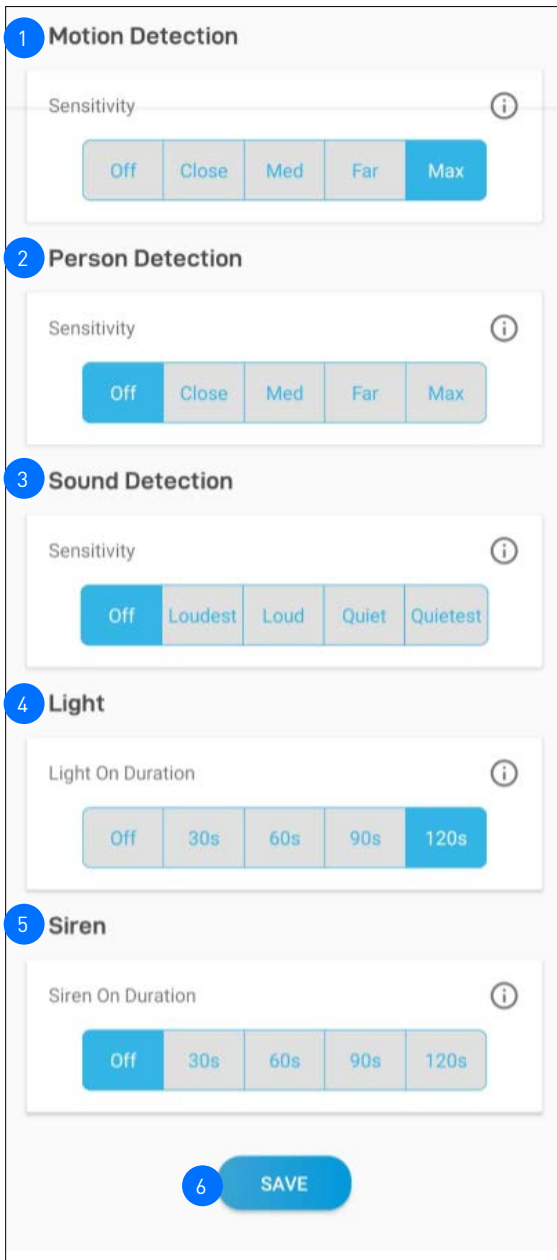 1 Motion Detection
Sensitivity
Off Close Med Far Max
2 Person Detection
Sensitivity
Off Close Med Far Max
3 Sound Detection
Sensitivity
Off Loudest Loud Quiet Quietest
4 Light
Light On Duration
Off 30s 60s 90s 120s
5 Siren
Siren On Duration
Off 30s 60s 90s 120s
6 SAVE